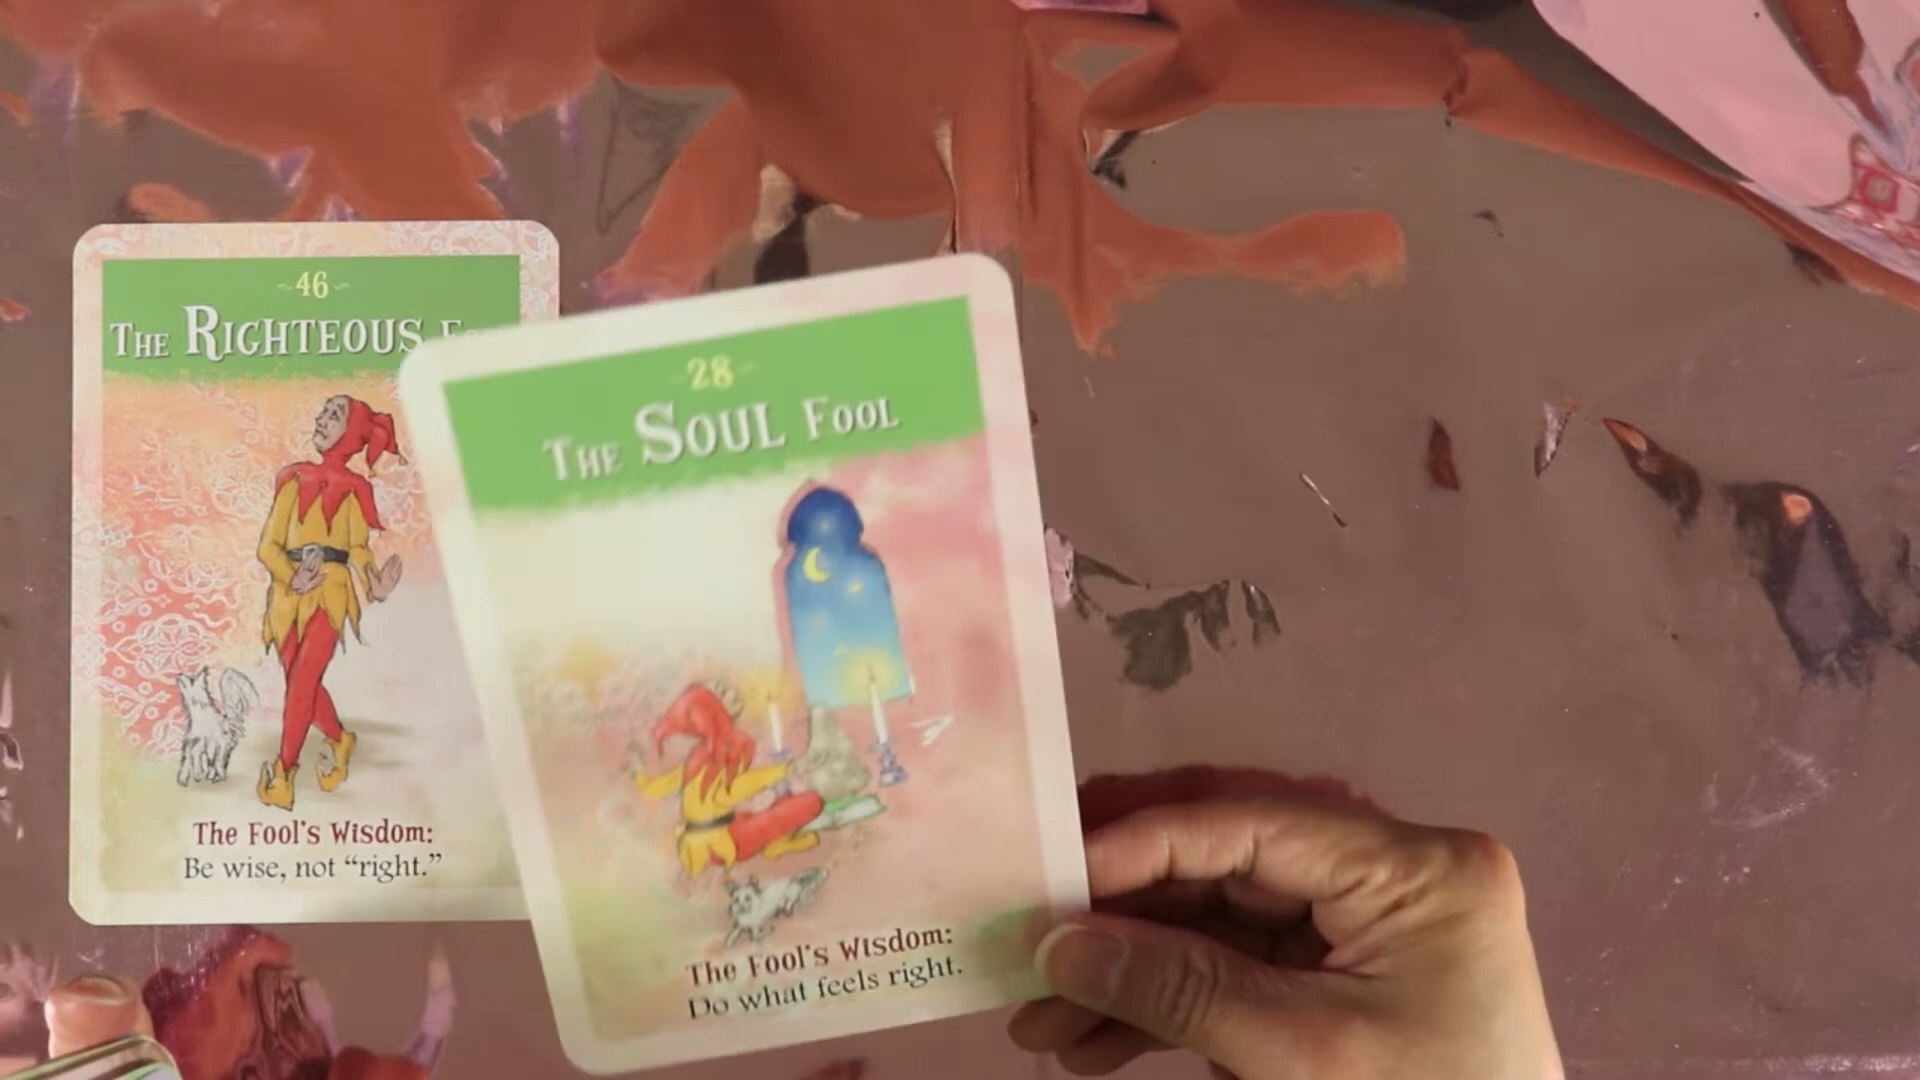 46
The Righteous
The Fool's Wisdom:
Be wise, not “right.”
28
The Soul Fool
The Fool's Wisdom:
Do what feels right.